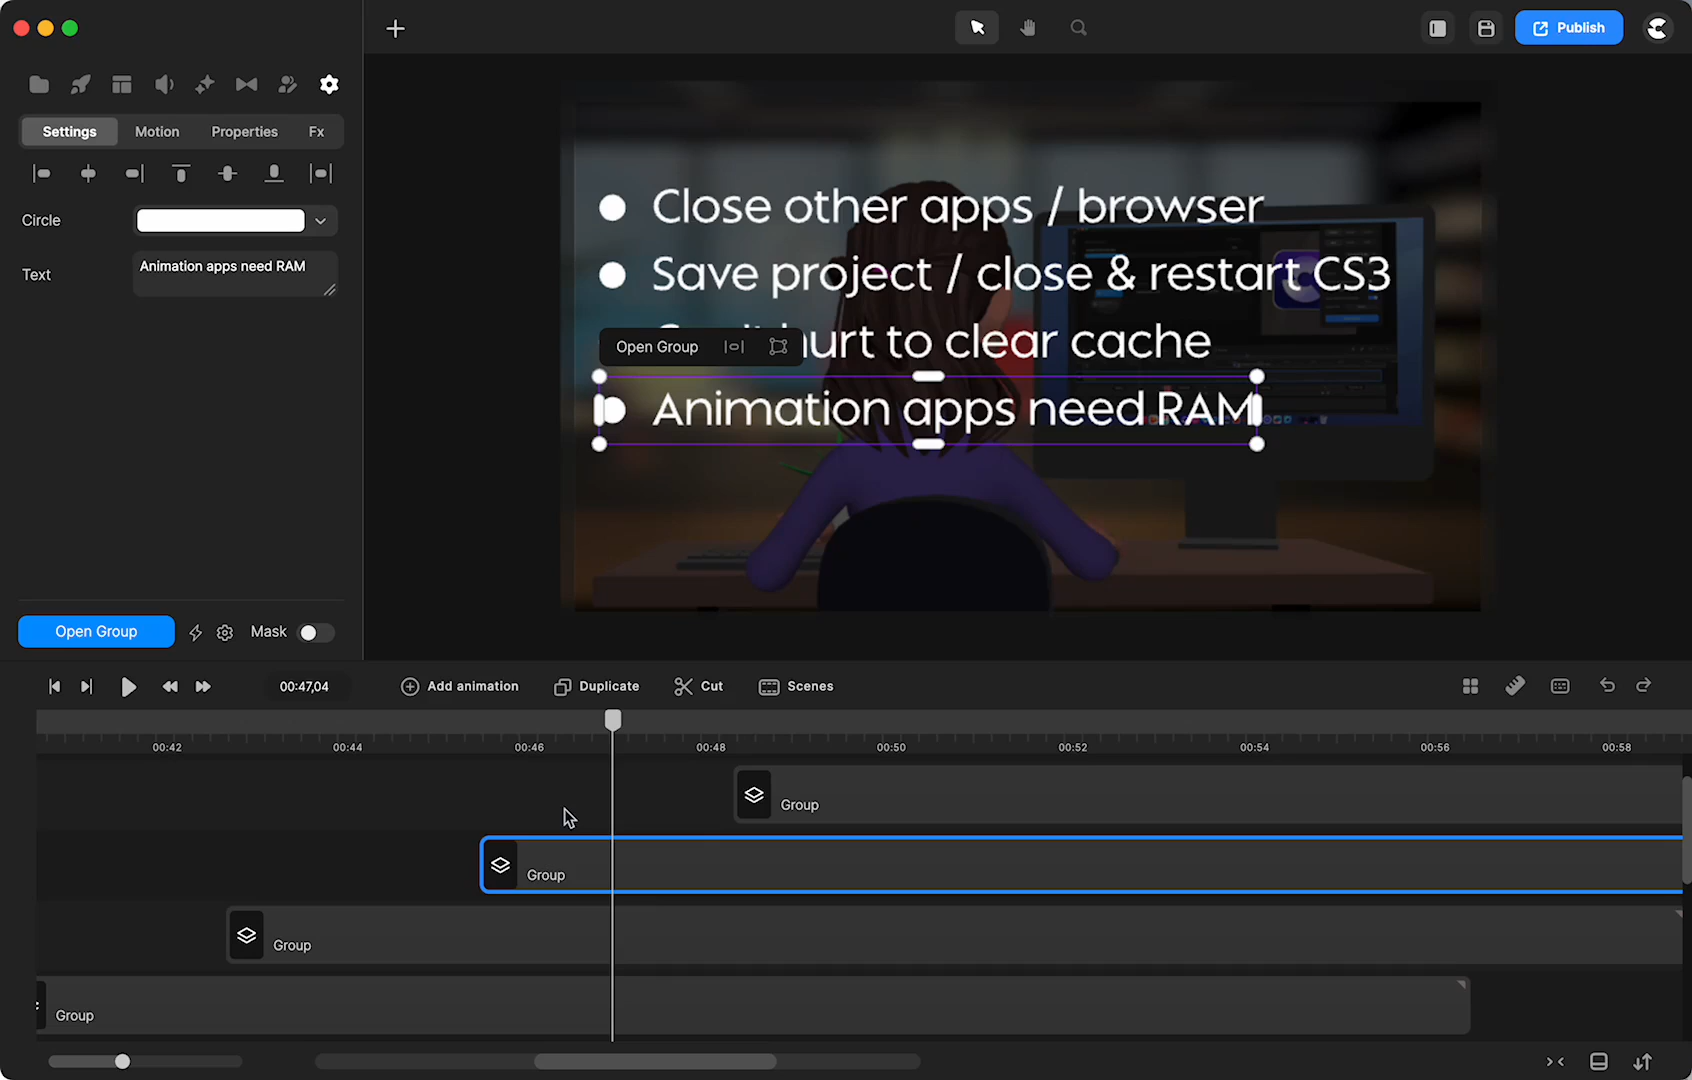 Publish
Settings Motion Properties Fx
Circle
Text
Animation apps need RAM
Close other apps / browser
Save project / close & restart CS3
hurt to clear cache
Open Group
Animation apps need RAM
Open Group Mask
00:47,04 Add animation Duplicate Cut Scenes
00:42 00:44 00:46 00:48 00:50 00:52 00:54 00:56 00:58
Group
Group
Group
Group